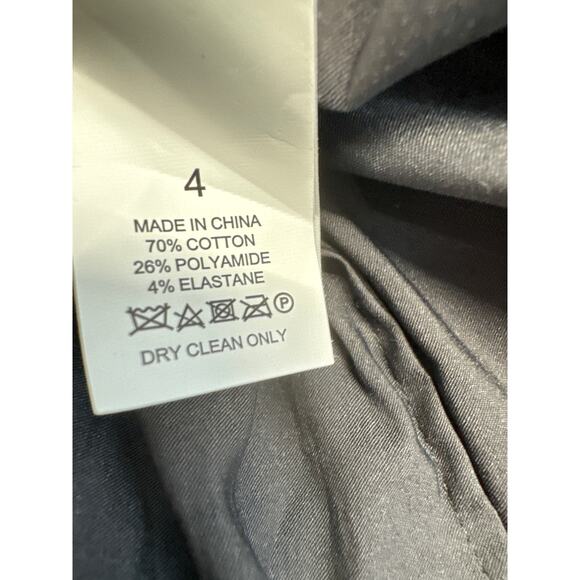 4
MADE IN CHINA
70% COTTON
26% POLYAMIDE
4% ELASTANE
P
DRY CLEAN ONLY